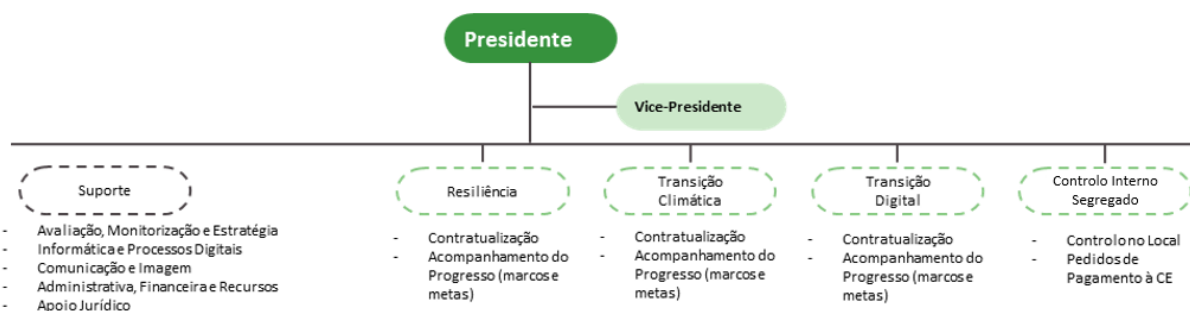 Presidente
Vice-Presidente
Suporte
- Avaliação, Monitorização e Estratégia
- Informática e Processos Digitais
- Comunicação e Imagem
- Administrativa, Financeira e Recursos
- Apoio Jurídico
Resiliência
- Contratualização
- Acompanhamento do
Progresso (marcos e
metas)
Transição
Climática
- Contratualização
- Acompanhamento do
Progresso (marcos e
metas)
Transição
Digital
- Contratualização
- Acompanhamento do
Progresso (marcos e
metas)
Controlo Interno
Segregado
- Controlo no Local
- Pedidos de
Pagamento à CE